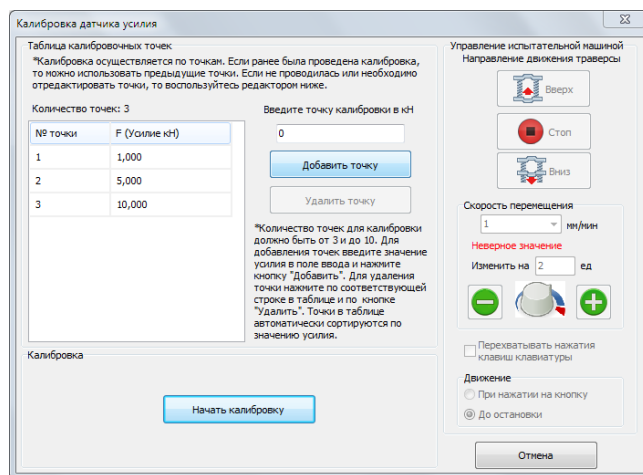 Калибровка датчика усилия
Таблица калибровочных точек
*Калибровка осуществляется по точкам. Если ранее была проведена калибровка,
то можно использовать предыдущие точки. Если не проводилась или необходимо
отредактировать точки, то воспользуйтесь редактором ниже.
Количество точек: 3
№ точки F (Усилие кН)
1 1,000
2 5,000
3 10,000
Введите точку калибровки в кН
0
Добавить точку
Удалить точку
*Количество точек для калибровки
должно быть от 3 и до 10. Для
добавления точек введите значение
усилия в поле ввода и нажмите
кнопку "Добавить". Для удаления
точки нажмите по соответствующей
строке в таблице и по кнопке
"Удалить". Точки в таблице
автоматически сортируются по
значению усилия.
Калибровка
Начать калибровку
Управление испытательной машиной
Направление движения траверсы
Вверх
Стоп
Вниз
Скорость перемещения
1 мм/мин
Неверное значение
Изменить на 2 ед
Перехватывать нажатия
клавиш клавиатуры
Движение
При нажатии на кнопку
До остановки
Отмена